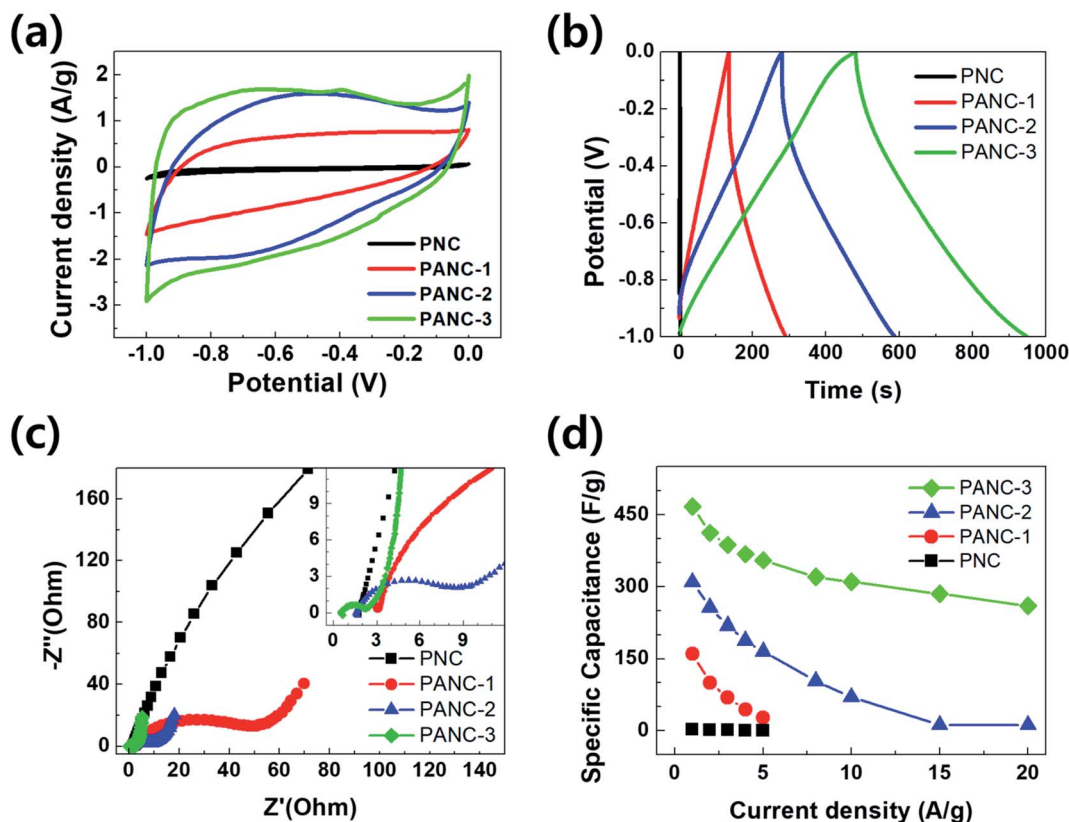 (a)
Current density (A/g)
2
1
0
-1
-2
-3
PNC
PANC-1
PANC-2
PANC-3
-1.0 -0.8 -0.6 -0.4 -0.2 0.0
Potential (V)
(b)
Potential (V)
0.0
-0.2
-0.4
-0.6
-0.8
-1.0
PNC
PANC-1
PANC-2
PANC-3
0 200 400 600 800 1000
Time (s)
(c)
-Z''(Ohm)
160
120
80
40
0
9
6
3
0
0 3 6 9
PNC
PANC-1
PANC-2
PANC-3
0 20 40 60 80 100 120 140
Z'(Ohm)
(d)
Specific Capacitance (F/g)
450
300
150
0
PANC-3
PANC-2
PANC-1
PNC
0 5 10 15 20
Current density (A/g)